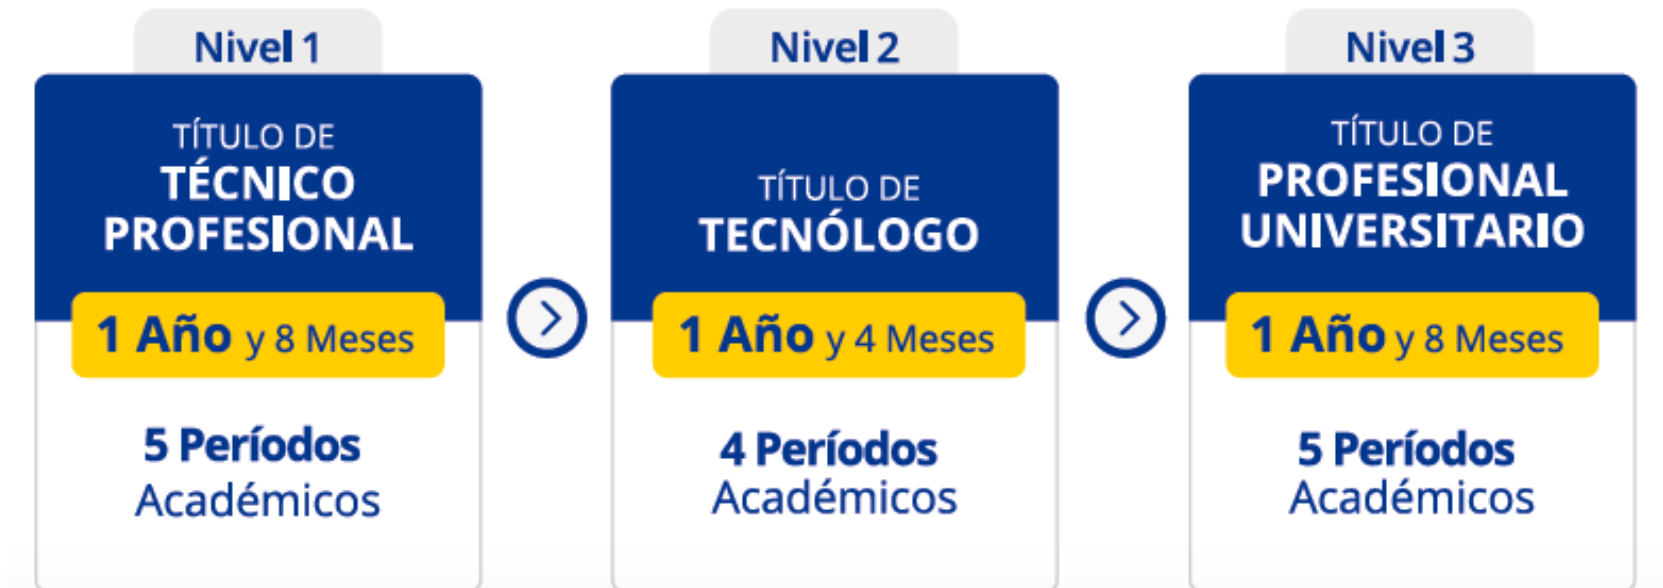 Nivel 1
TÍTULO DE
TÉCNICO
PROFESIONAL
1 Año y 8 Meses
5 Períodos
Académicos
Nivel 2
TÍTULO DE
TECNÓLOGO
1 Año y 4 Meses
4 Períodos
Académicos
Nivel 3
TÍTULO DE
PROFESIONAL
UNIVERSITARIO
1 Año y 8 Meses
5 Períodos
Académicos